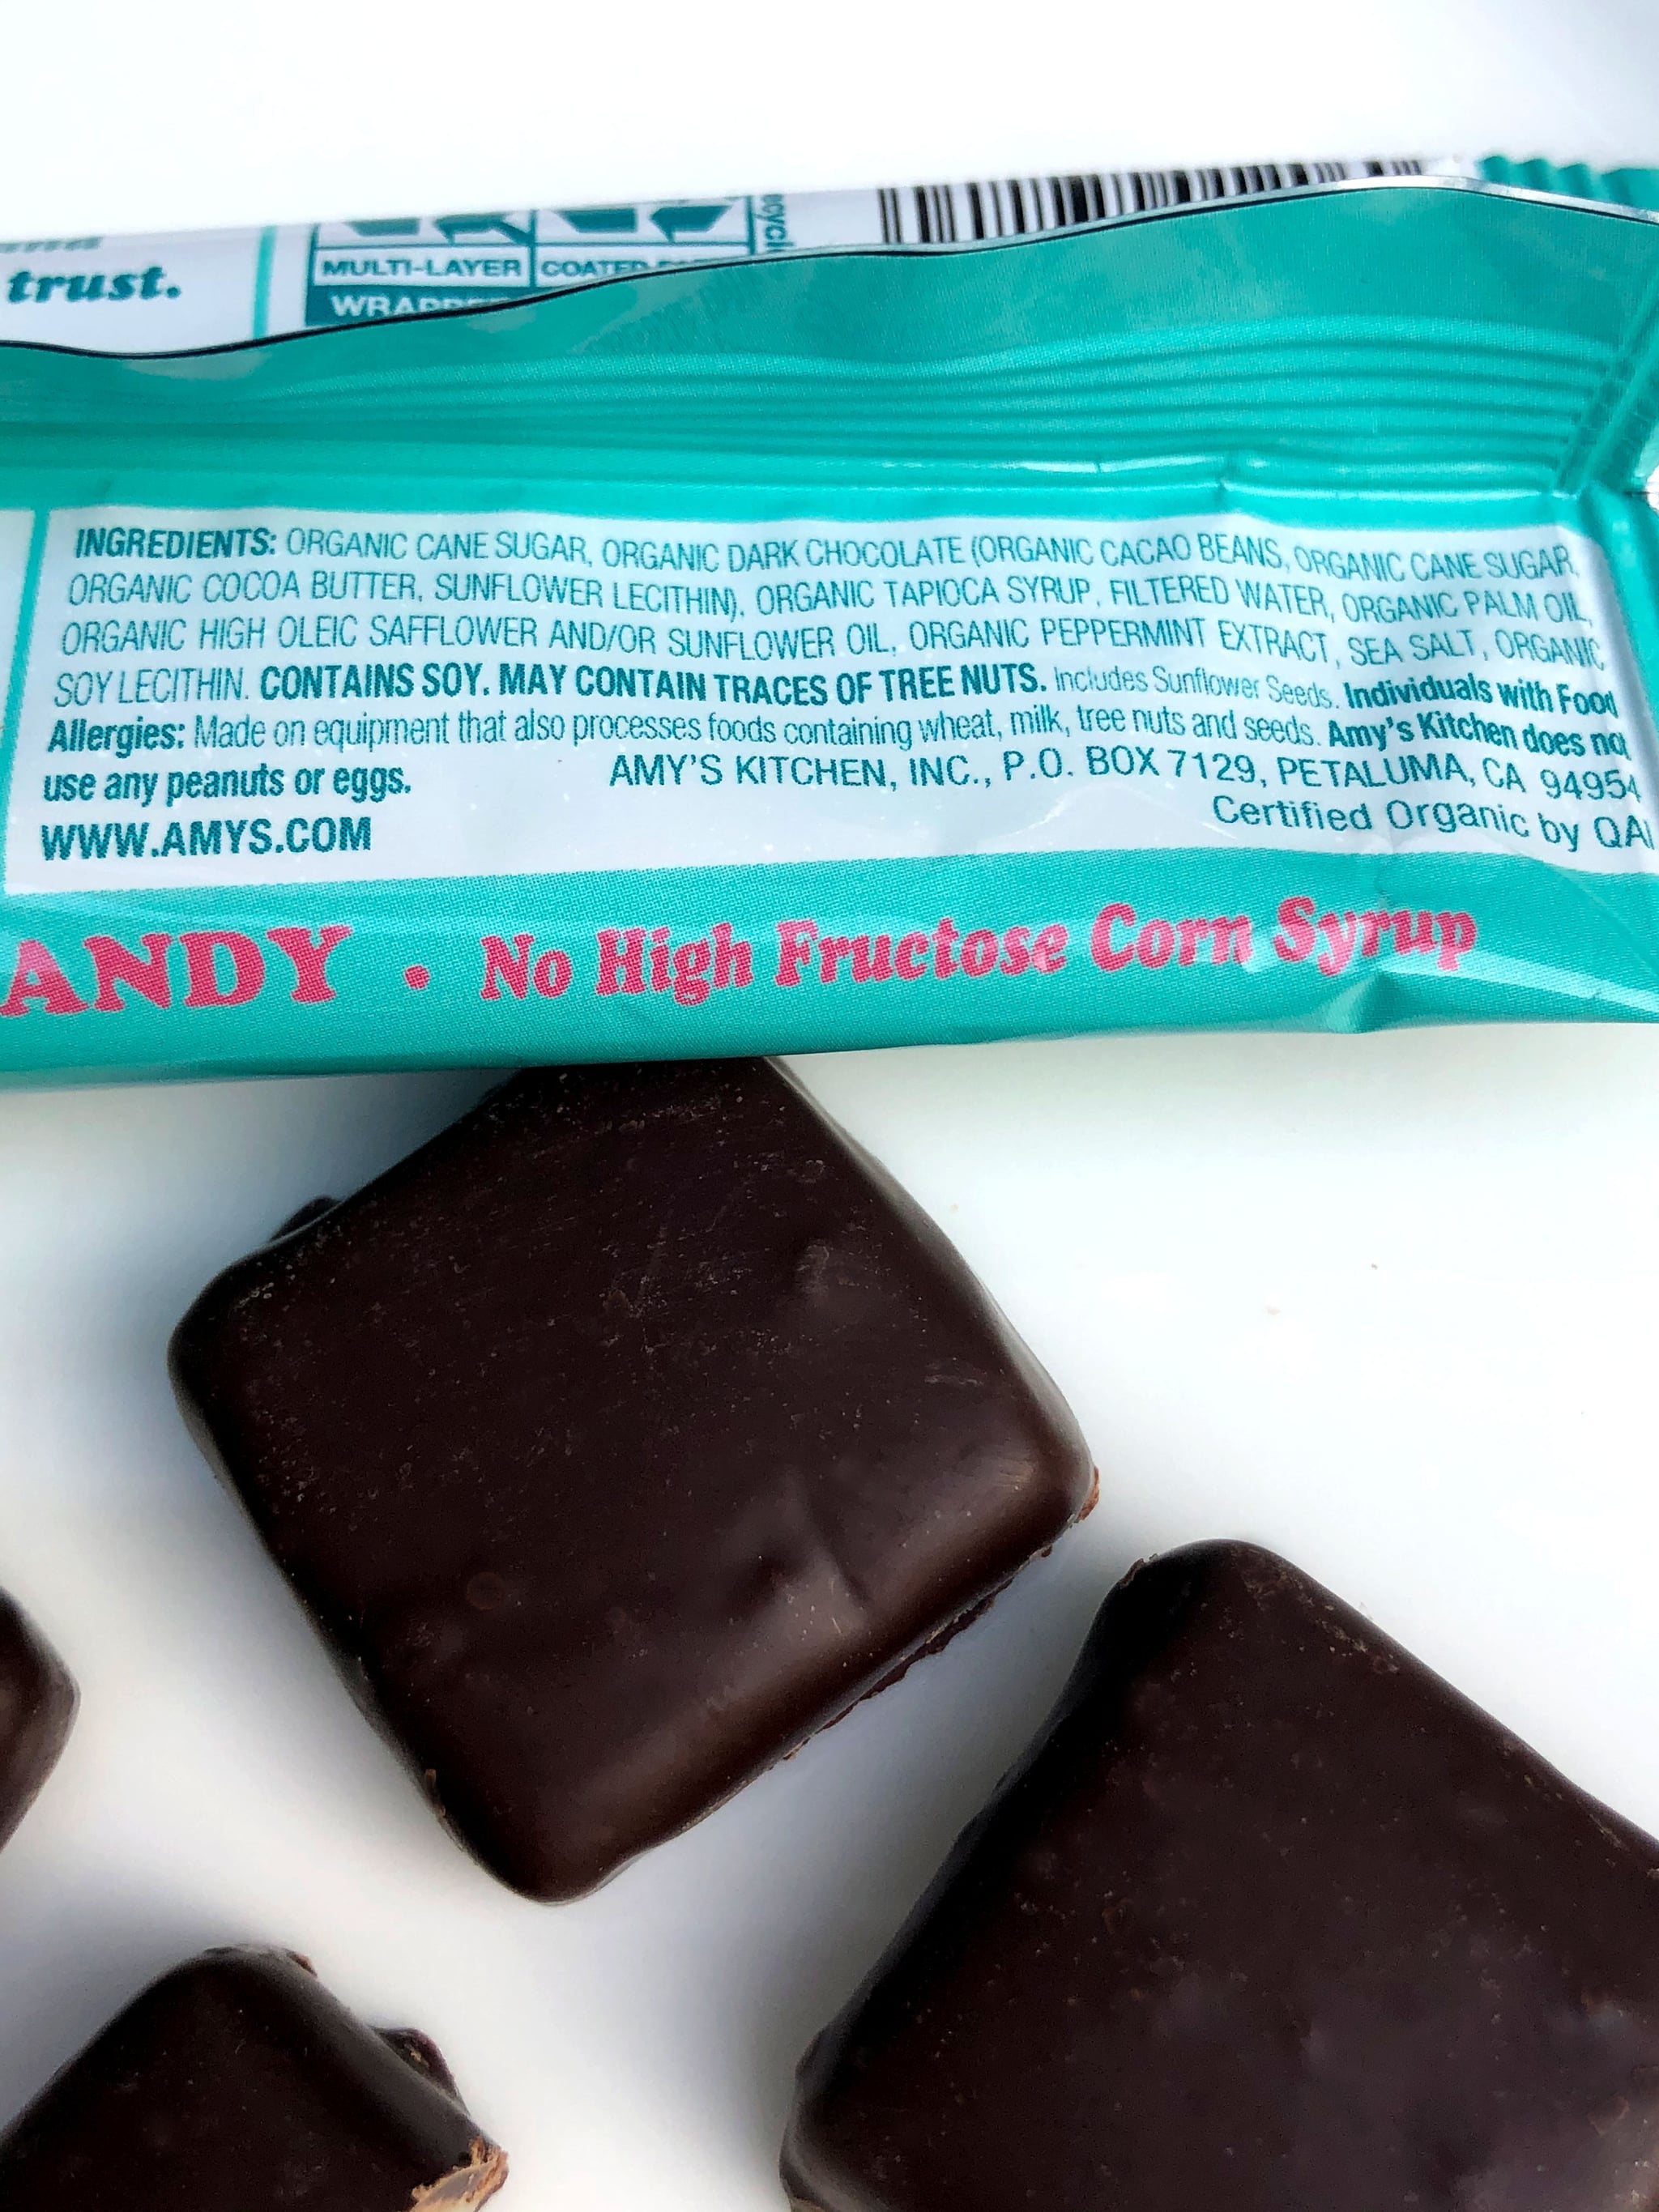 trust.
MULTI-LAYER
INGREDIENTS: ORGANIC CANE SUGAR, ORGANIC DARK CHOCOLATE (ORGANIC CACAO BEANS, ORGANIC CANE SUGAR,
ORGANIC COCOA BUTTER, SUNFLOWER LECITHIN), ORGANIC TAPIOCA SYRUP, FILTERED WATER, ORGANIC PALM OIL,
ORGANIC HIGH OLEIC SAFFLOWER AND/OR SUNFLOWER OIL, ORGANIC PEPPERMINT EXTRACT, SEA SALT, ORGANIC
SOY LECITHIN. CONTAINS SOY. MAY CONTAIN TRACES OF TREE NUTS. Includes Sunflower Seeds. Individuals with Food
Allergies: Made on equipment that also processes foods containing wheat, milk, tree nuts and seeds. Amy's Kitchen does not
use any peanuts or eggs. AMY'S KITCHEN, INC., P.O. BOX 7129, PETALUMA, CA 94954
WWW.AMYS.COM Certified Organic by QAI
ANDY • No High Fructose Corn Syrup